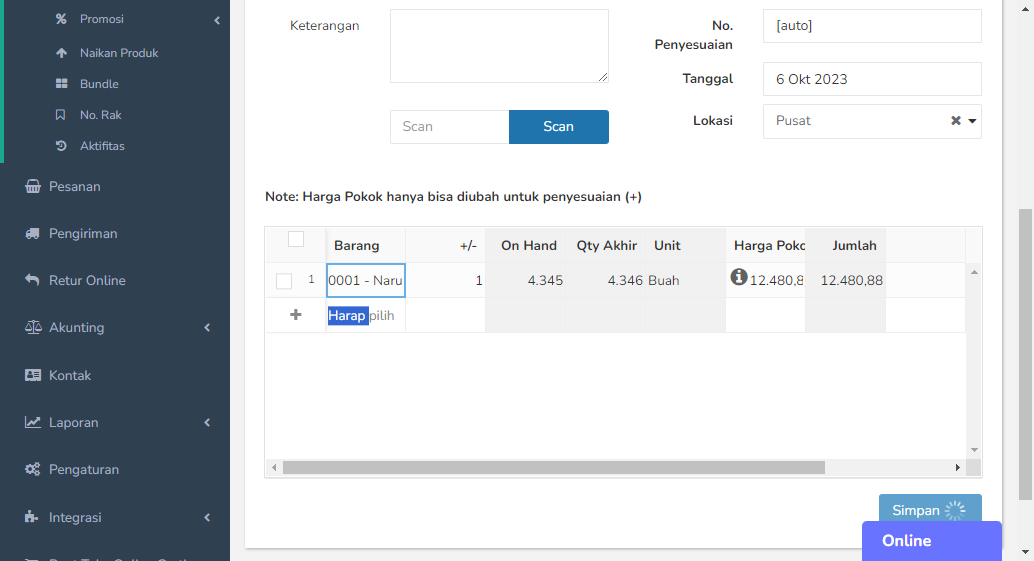 Promosi
Naikan Produk
Bundle
No. Rak
Aktifitas
Pesanan
Pengiriman
Retur Online
Akunting
Kontak
Laporan
Pengaturan
Integrasi
Keterangan
Scan
Scan
No. Penyesuaian
[auto]
Tanggal
6 Okt 2023
Lokasi
Pusat
Note: Harga Pokok hanya bisa diubah untuk penyesuaian (+)
Barang +/- On Hand Qty Akhir Unit Harga Poko Jumlah
1 0001 - Naru 1 4.345 4.346 Buah 12.480,8 12.480,88
Harap pilih
Simpan
Online